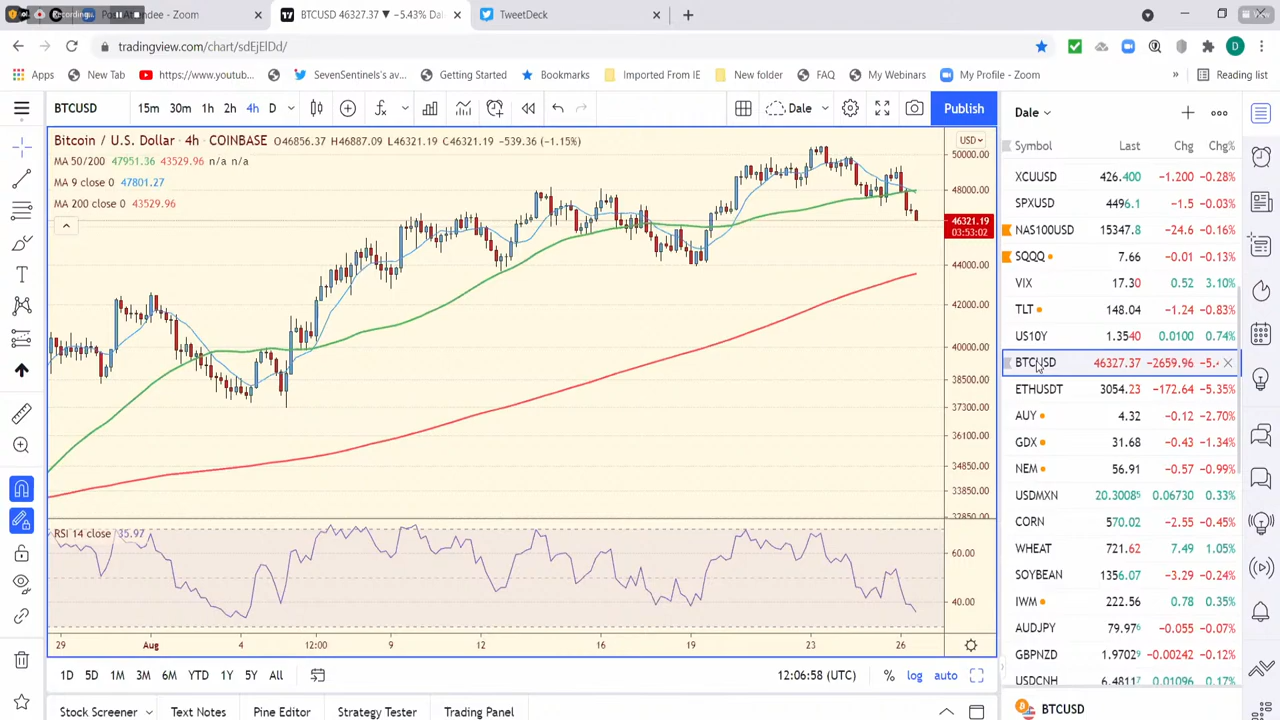 Recording...
Zoom
BTCUSD 46327.37 ▼ −5.43% Da
TweetDeck
tradingview.com/chart/sdEjElDd/
D
Apps
New Tab
https://www.youtub...
SevenSentinels's av...
Getting Started
Bookmarks
Imported From IE
New folder
FAQ
My Webinars
My Profile - Zoom
»
Reading list
BTCUSD
15m 30m 1h 2h 4h D
Dale
Publish
Dale
Bitcoin / U.S. Dollar · 4h · COINBASE O46856.37 H46887.09 L46321.19 C46321.19 −539.36 (−1.15%)
MA 50/200 47951.36 43529.96 n/a n/a
MA 9 close 0 47801.27
MA 200 close 0 43529.96
USD
50000.00
48000.00
46321.19
03:53:02
44000.00
42000.00
40000.00
38500.00
37300.00
36100.00
34850.00
33850.00
32850.00
RSI 14 close 35.97
60.00
40.00
29 Aug 4 12:00 9 12 16 19 23 26
1D 5D 1M 3M 6M YTD 1Y 5Y All
12:06:58 (UTC)
% log auto
Stock Screener
Text Notes
Pine Editor
Strategy Tester
Trading Panel
Symbol Last Chg Chg%
XCUUSD 426.400 −1.200 −0.28%
SPXUSD 4496.1 −1.5 −0.03%
NAS100USD 15347.8 −24.6 −0.16%
SQQQ 7.66 −0.01 −0.13%
VIX 17.30 0.52 3.10%
TLT 148.04 −1.24 −0.83%
US10Y 1.3540 0.0100 0.74%
BTCUSD 46327.37 −2659.96 −5.4
ETHUSDT 3054.23 −172.64 −5.35%
AUY 4.32 −0.12 −2.70%
GDX 31.68 −0.43 −1.34%
NEM 56.91 −0.57 −0.99%
USDMXN 20.30085 0.06730 0.33%
CORN 570.02 −2.55 −0.45%
WHEAT 721.62 7.49 1.05%
SOYBEAN 1356.07 −3.29 −0.24%
IWM 222.56 0.78 0.35%
AUDJPY 79.976 −0.055 −0.07%
GBPNZD 1.97029 −0.00242 −0.12%
USDCNH 6.48117 0.01096 0.17%
BTCUSD